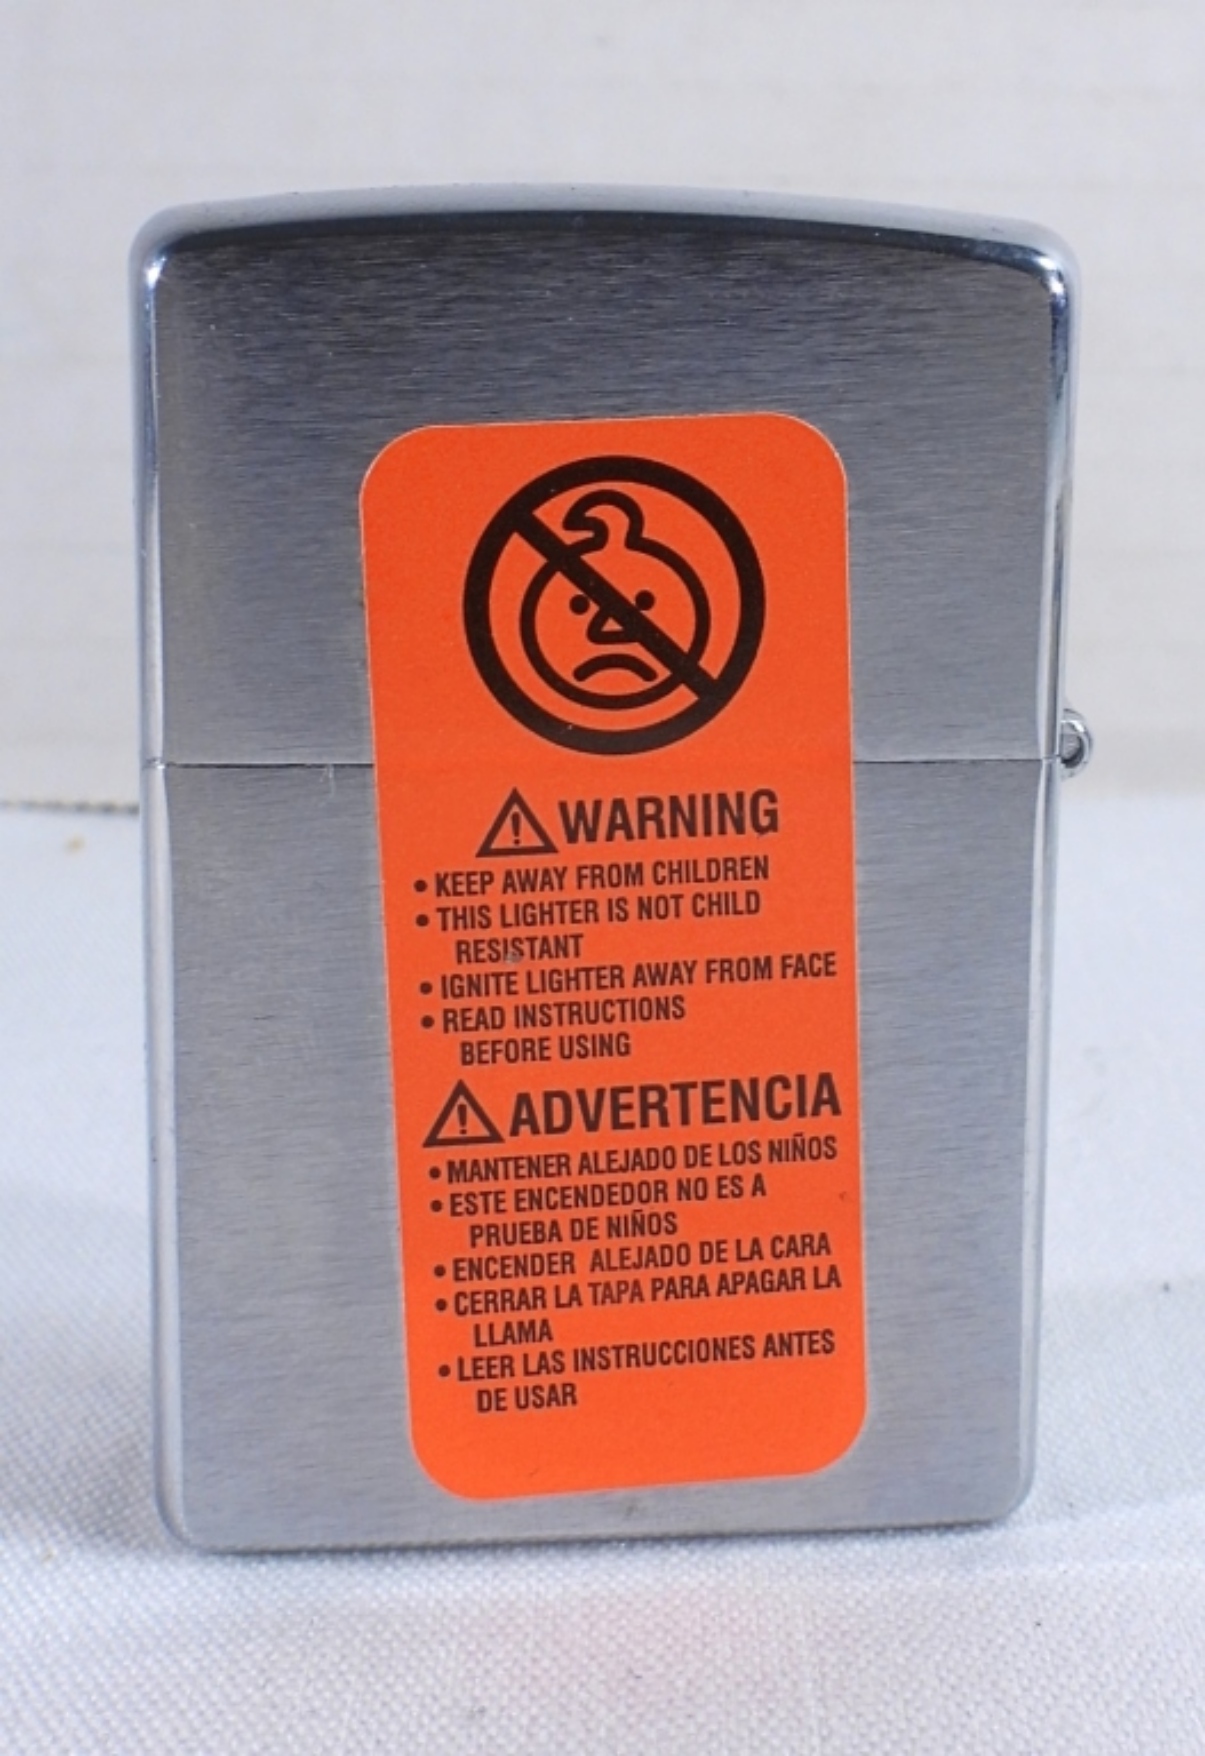 WARNING
• KEEP AWAY FROM CHILDREN
• THIS LIGHTER IS NOT CHILD
RESISTANT
• IGNITE LIGHTER AWAY FROM FACE
• READ INSTRUCTIONS
BEFORE USING
ADVERTENCIA
• MANTENER ALEJADO DE LOS NIÑOS
• ESTE ENCENDEDOR NO ES A
PRUEBA DE NIÑOS
• ENCENDER ALEJADO DE LA CARA
• CERRAR LA TAPA PARA APAGAR LA
LLAMA
• LEER LAS INSTRUCCIONES ANTES
DE USAR